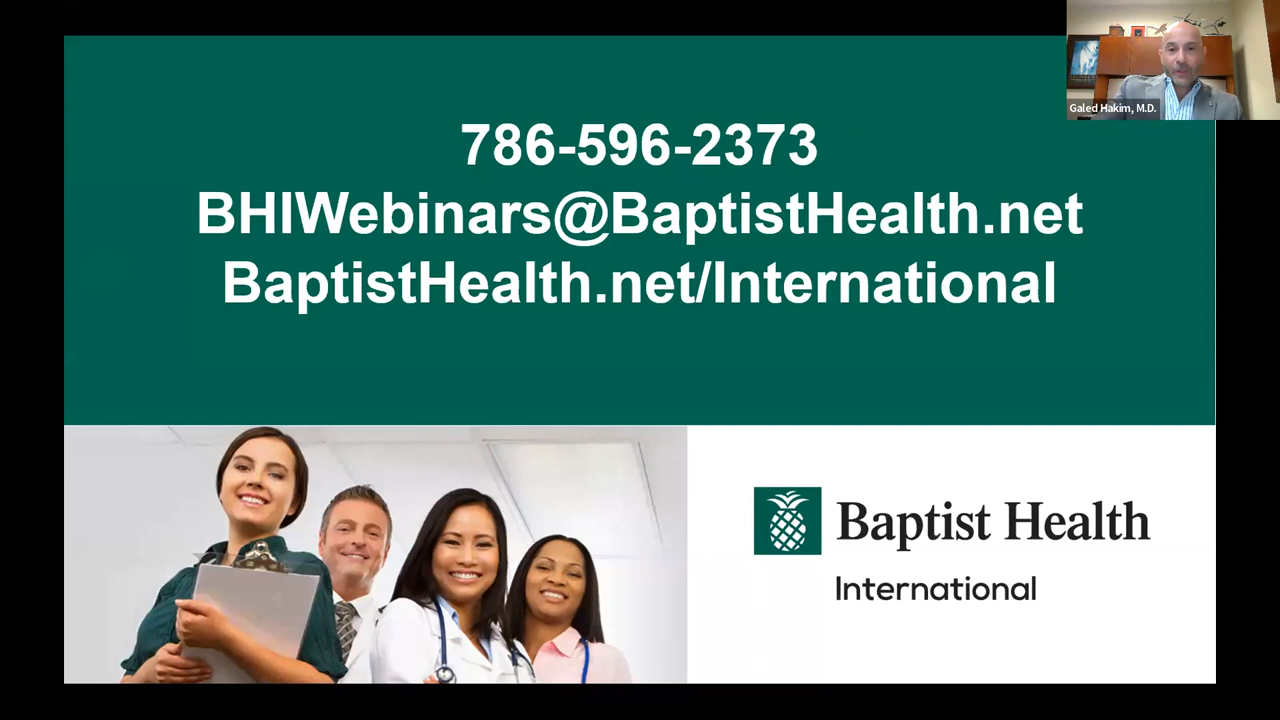 Galed Hakim, M.D.
786-596-2373
BHIWebinars@BaptistHealth.net
BaptistHealth.net/International
Baptist Health
International